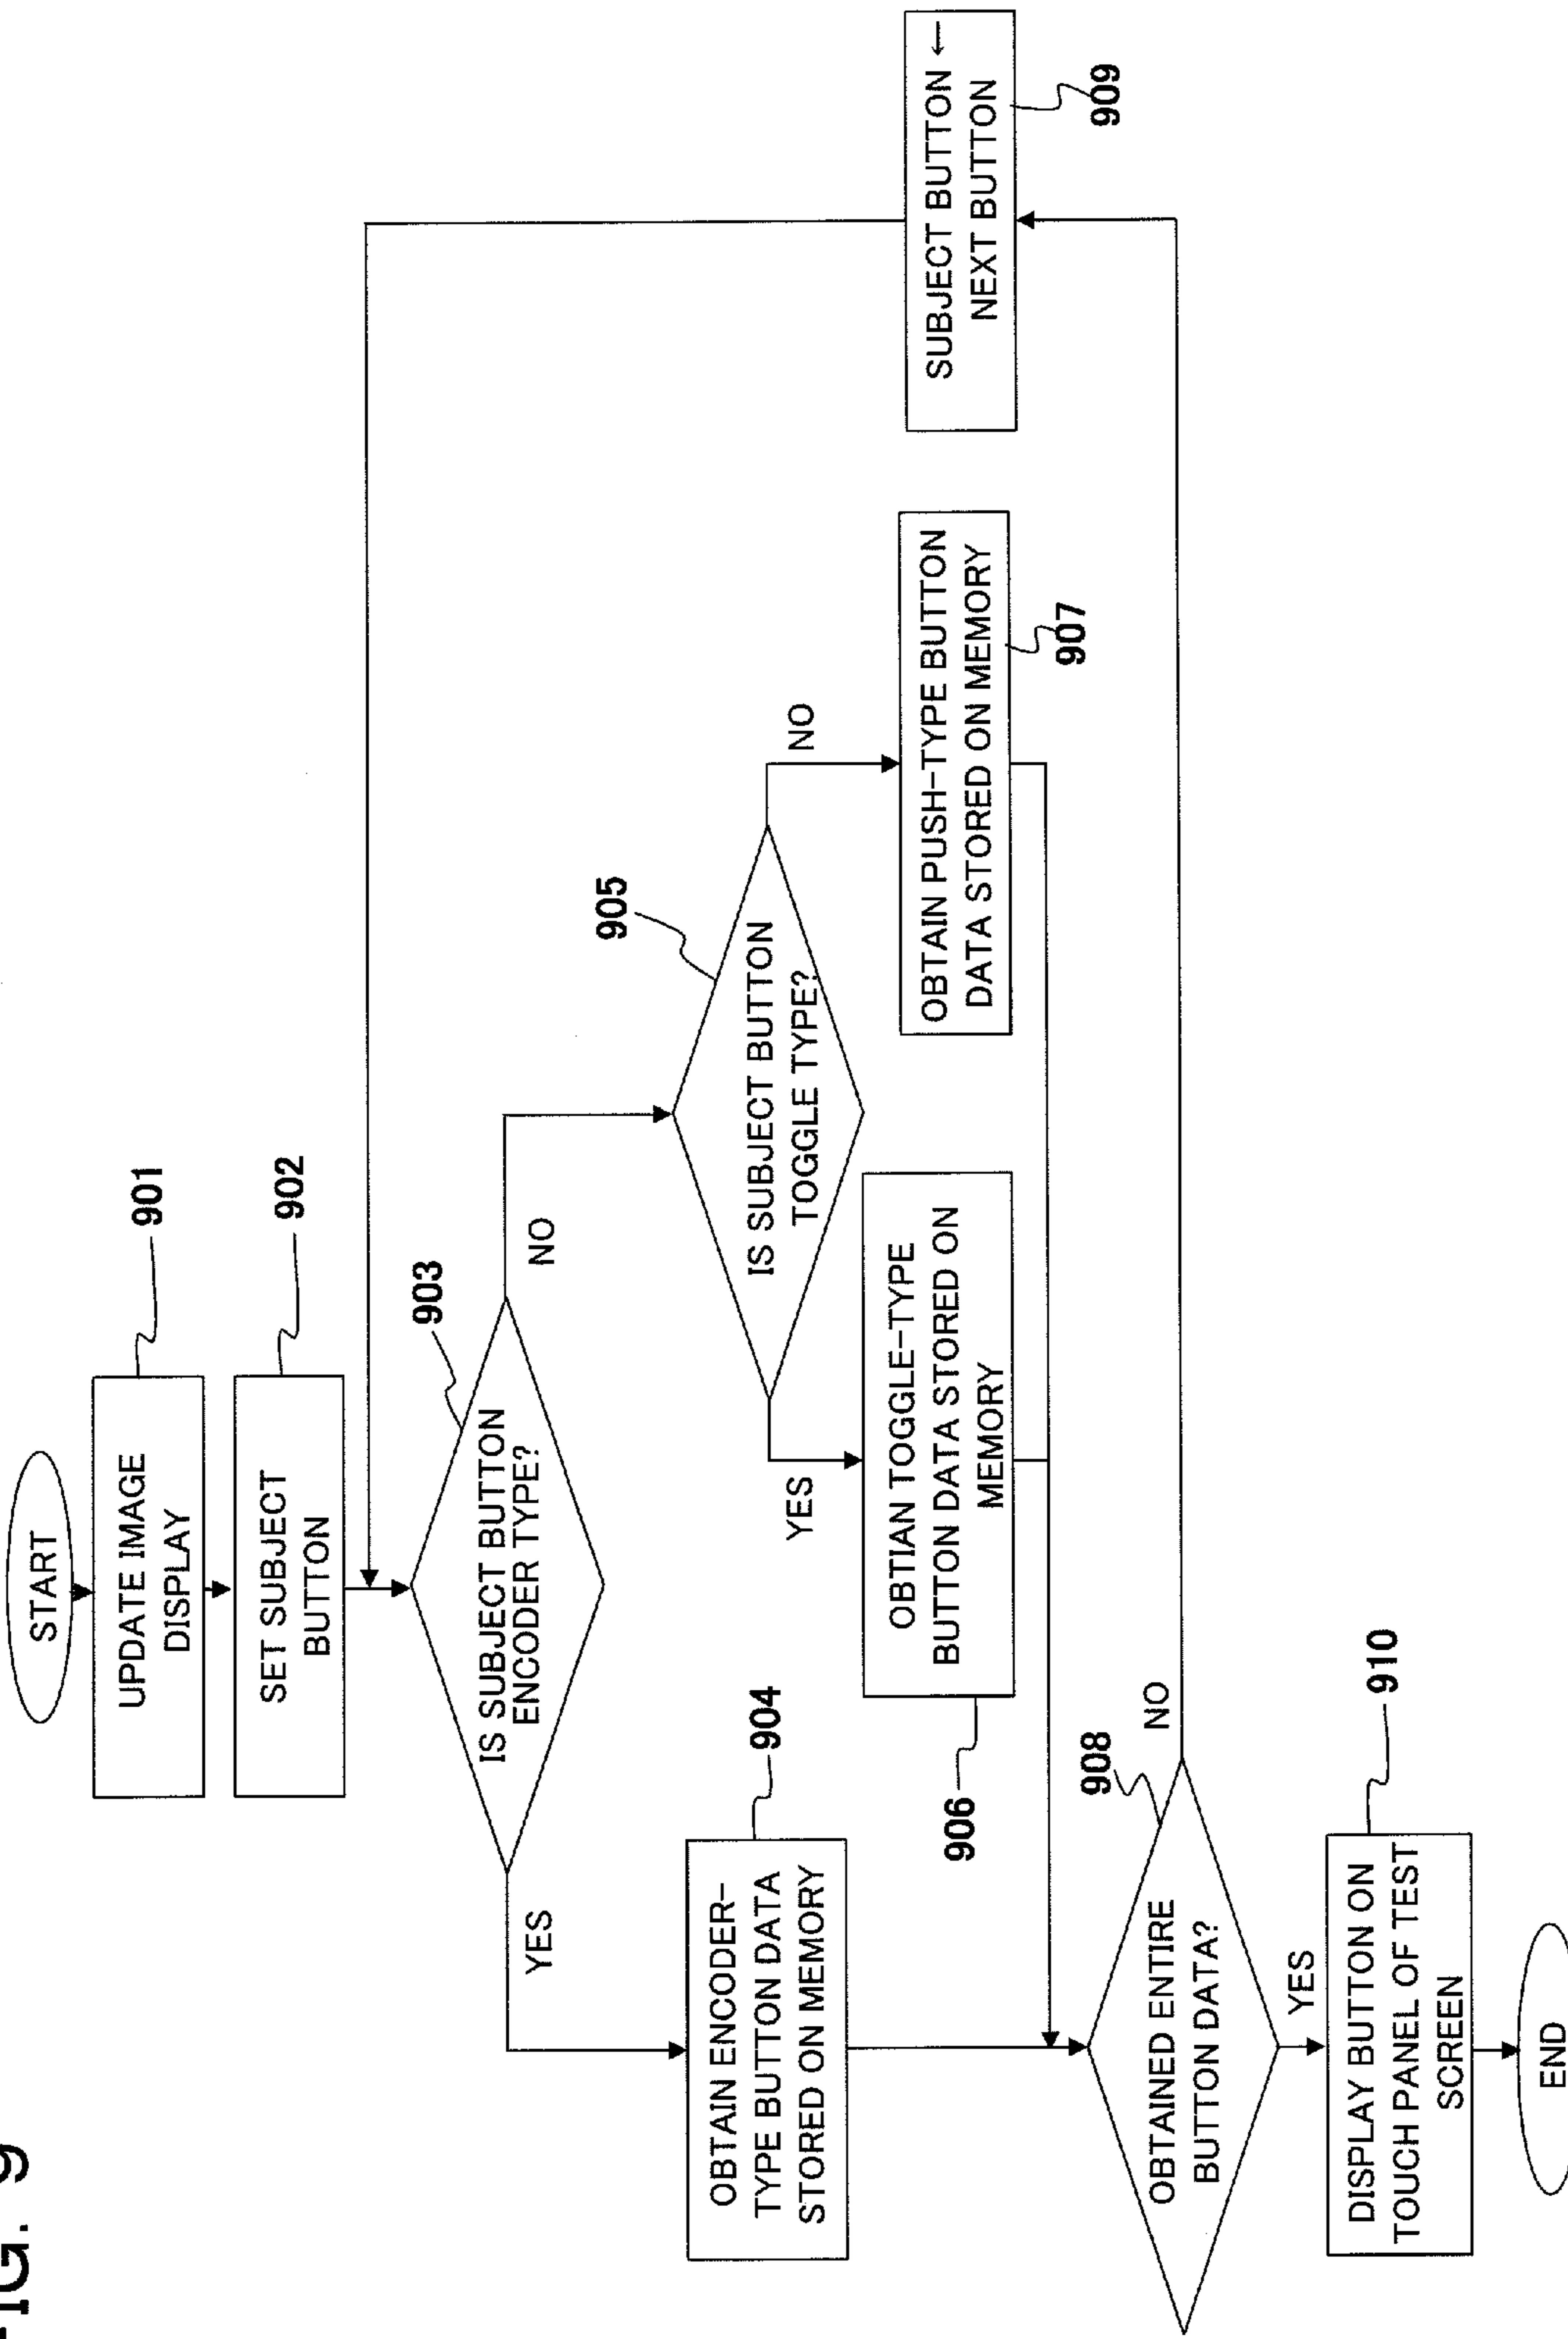 FIG. 9
START
UPDATE IMAGE
DISPLAY
901
SET SUBJECT
BUTTON
902
IS SUBJECT BUTTON
ENCODER TYPE?
903
YES
NO
OBTAIN ENCODER-
TYPE BUTTON DATA
STORED ON MEMORY
904
IS SUBJECT BUTTON
TOGGLE TYPE?
905
YES
NO
OBTIAN TOGGLE-TYPE
BUTTON DATA STORED ON
MEMORY
906
OBTAIN PUSH-TYPE BUTTON
DATA STORED ON MEMORY
907
OBTAINED ENTIRE
BUTTON DATA?
908
NO
YES
SUBJECT BUTTON ←
NEXT BUTTON
909
DISPLAY BUTTON ON
TOUCH PANEL OF TEST
SCREEN
910
END